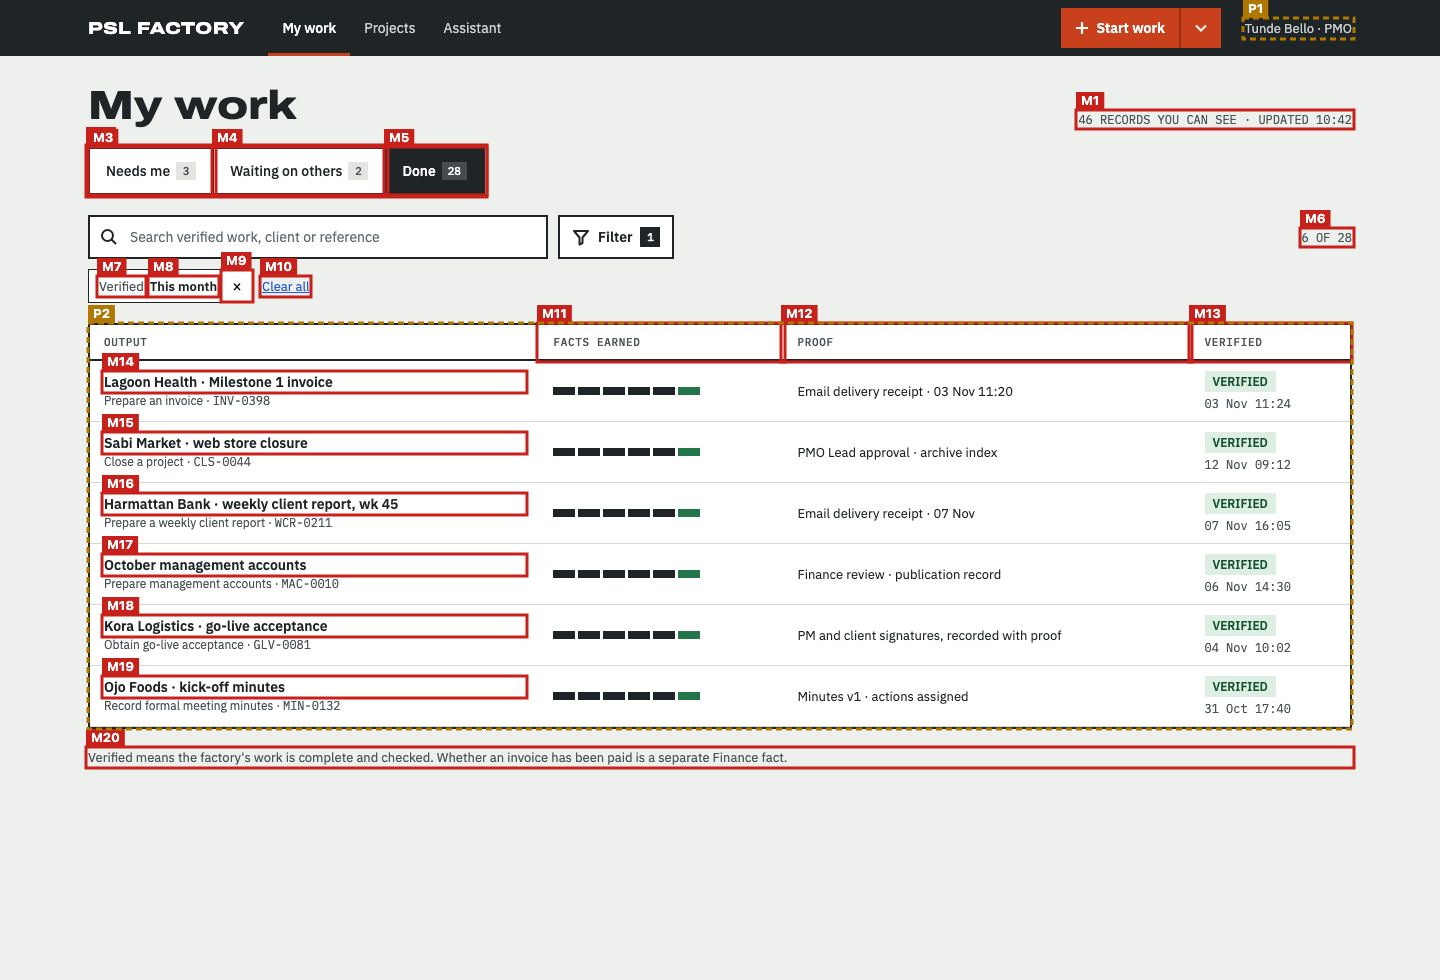 P1
PSL FACTORY My work Projects Assistant + Start work Tunde Bello · PMO
My work
M1
46 RECORDS YOU CAN SEE · UPDATED 10:42
M3 M4 M5
Needs me 3 Waiting on others 2 Done 28
Search verified work, client or reference Filter 1
M6
6 OF 28
M7 M8 M9 M10
Verified This month × Clear all
P2 M11 M12 M13
OUTPUT FACTS EARNED PROOF VERIFIED
M14
Lagoon Health · Milestone 1 invoice Email delivery receipt · 03 Nov 11:20 VERIFIED
Prepare an invoice · INV-0398 03 Nov 11:24
M15
Sabi Market · web store closure PMO Lead approval · archive index VERIFIED
Close a project · CLS-0044 12 Nov 09:12
M16
Harmattan Bank · weekly client report, wk 45 Email delivery receipt · 07 Nov VERIFIED
Prepare a weekly client report · WCR-0211 07 Nov 16:05
M17
October management accounts Finance review · publication record VERIFIED
Prepare management accounts · MAC-0010 06 Nov 14:30
M18
Kora Logistics · go-live acceptance PM and client signatures, recorded with proof VERIFIED
Obtain go-live acceptance · GLV-0081 04 Nov 10:02
M19
Ojo Foods · kick-off minutes Minutes v1 · actions assigned VERIFIED
Record formal meeting minutes · MIN-0132 31 Oct 17:40
M20
Verified means the factory's work is complete and checked. Whether an invoice has been paid is a separate Finance fact.